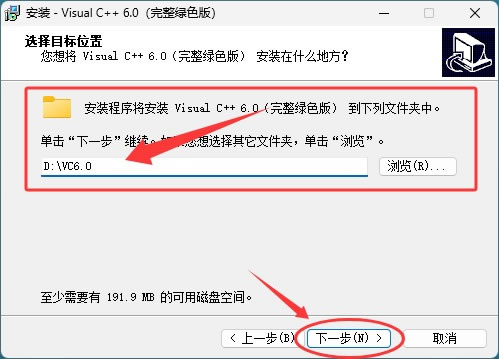 安装 - Visual C++ 6.0（完整绿色版）
选择目标位置
您想将 Visual C++ 6.0（完整绿色版） 安装在什么地方？
安装程序将安装 Visual C++ 6.0（完整绿色版） 到下列文件夹中。
单击“下一步”继续。如 您想选择其它文件夹，单击“浏览”。
D:\VC6.0
浏览(R)...
至少需要有 191.9 MB 的可用磁盘空间。
< 上一步(B)
下一步(N) >
取消